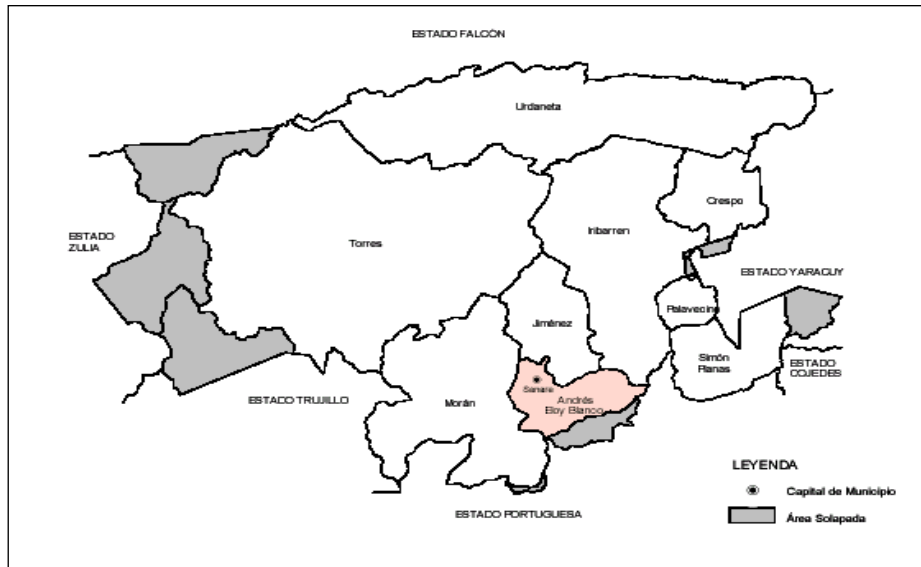 ESTADO FALCÓN
Urdaneta
Crespo
ESTADO
ZULIA
Torres
Iribarren
ESTADO YARACUY
Palavecino
Jiménez
Simón
Planas
ESTADO
COJEDES
Sanare
ESTADO TRUJILLO
Morán
Andrés
Eloy Blanco
LEYENDA
Capital de Municipio
ESTADO PORTUGUESA
Área Solapada